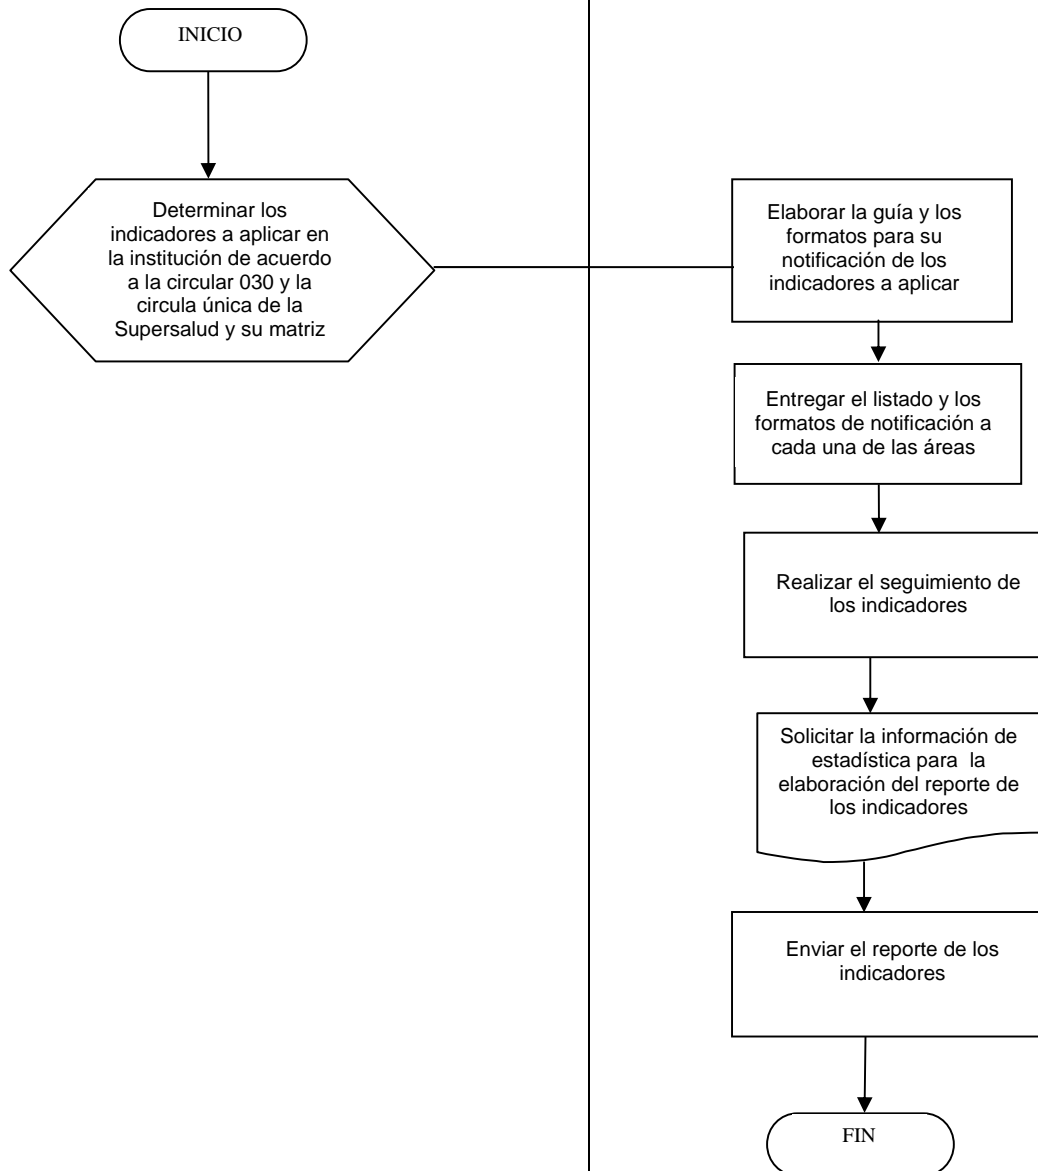 INICIO
Determinar los
indicadores a aplicar en
la institución de acuerdo
a la circular 030 y la
circula única de la
Supersalud y su matriz
Elaborar la guía y los
formatos para su
notificación de los
indicadores a aplicar
Entregar el listado y los
formatos de notificación a
cada una de las áreas
Realizar el seguimiento de
los indicadores
Solicitar la información de
estadística para  la
elaboración del reporte de
los indicadores
Enviar el reporte de los
indicadores
FIN